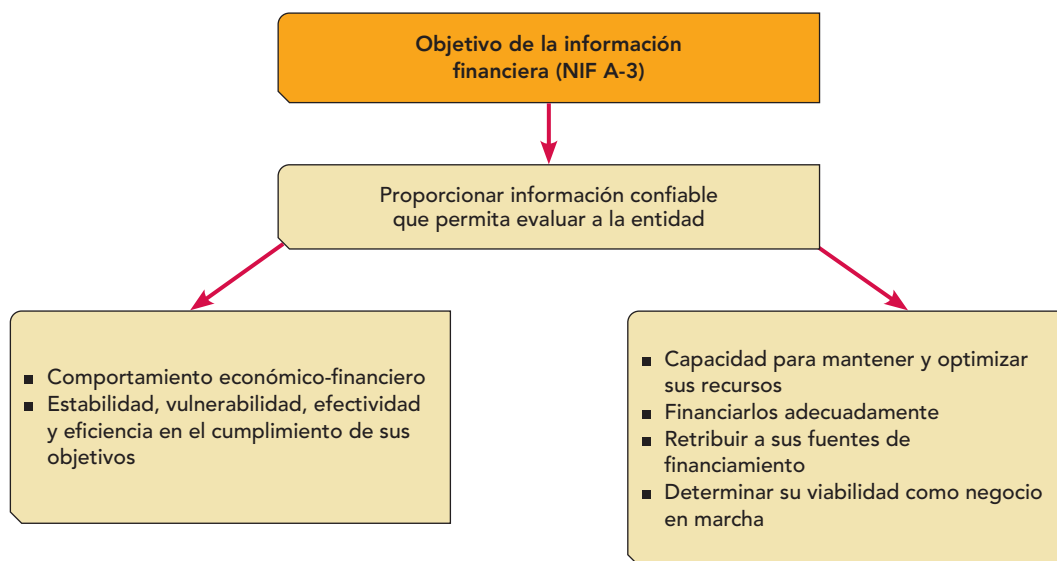 Objetivo de la información
financiera (NIF A-3)
Proporcionar información confiable
que permita evaluar a la entidad
■ Comportamiento económico-financiero
■ Estabilidad, vulnerabilidad, efectividad
y eficiencia en el cumplimiento de sus
objetivos
■ Capacidad para mantener y optimizar
sus recursos
■ Financiarlos adecuadamente
■ Retribuir a sus fuentes de
financiamiento
■ Determinar su viabilidad como negocio
en marcha